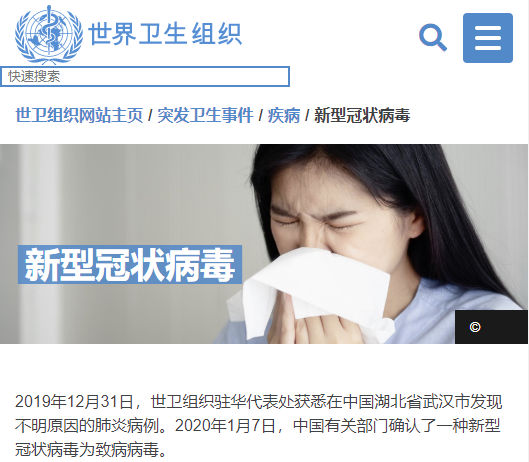 世界卫生组织
快速搜索
世卫组织网站主页 / 突发卫生事件 / 疾病 / 新型冠状病毒
新型冠状病毒
©
2019年12月31日，世卫组织驻华代表处获悉在中国湖北省武汉市发现
不明原因的肺炎病例。2020年1月7日，中国有关部门确认了一种新型
冠状病毒为致病病毒。